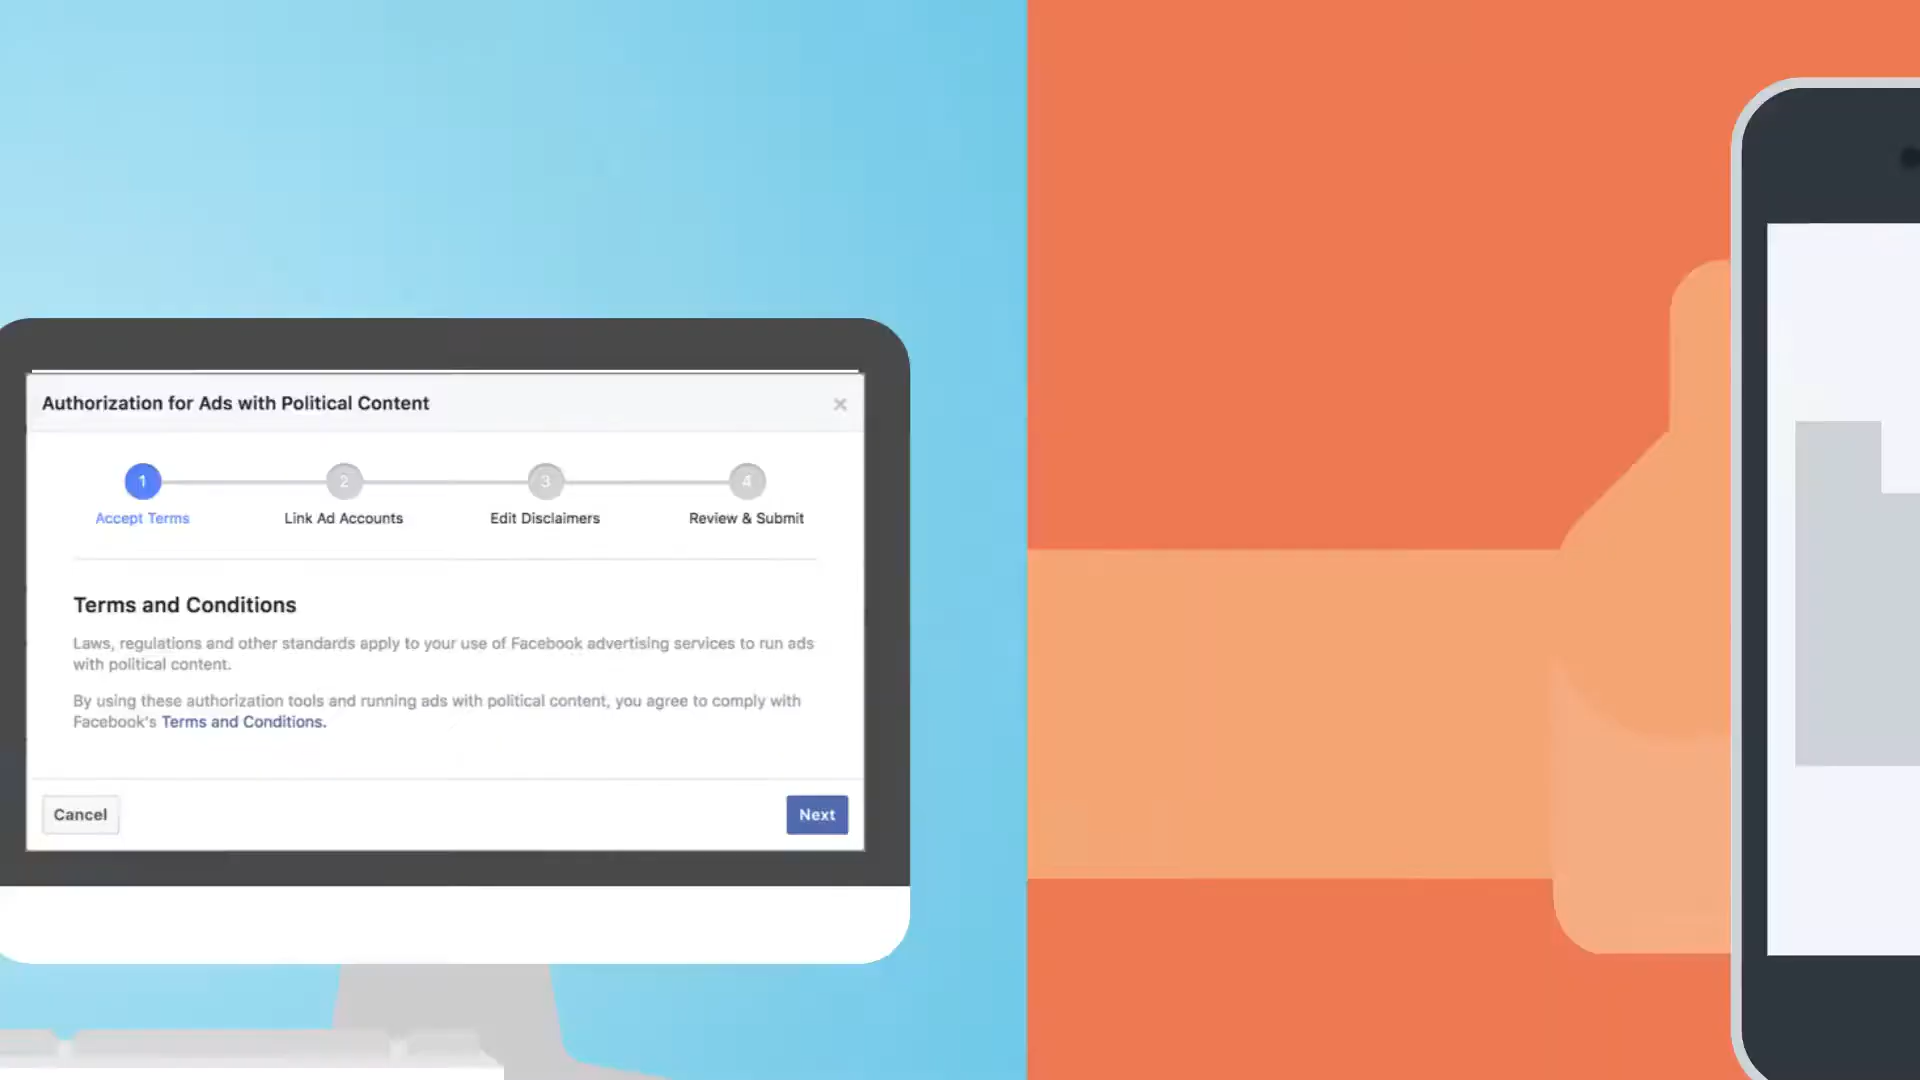 Authorization for Ads with Political Content ×
1 2 3 4
Accept Terms Link Ad Accounts Edit Disclaimers Review & Submit
Terms and Conditions
Laws, regulations and other standards apply to your use of Facebook advertising services to run ads
with political content.
By using these authorization tools and running ads with political content, you agree to comply with
Facebook's Terms and Conditions.
Cancel Next